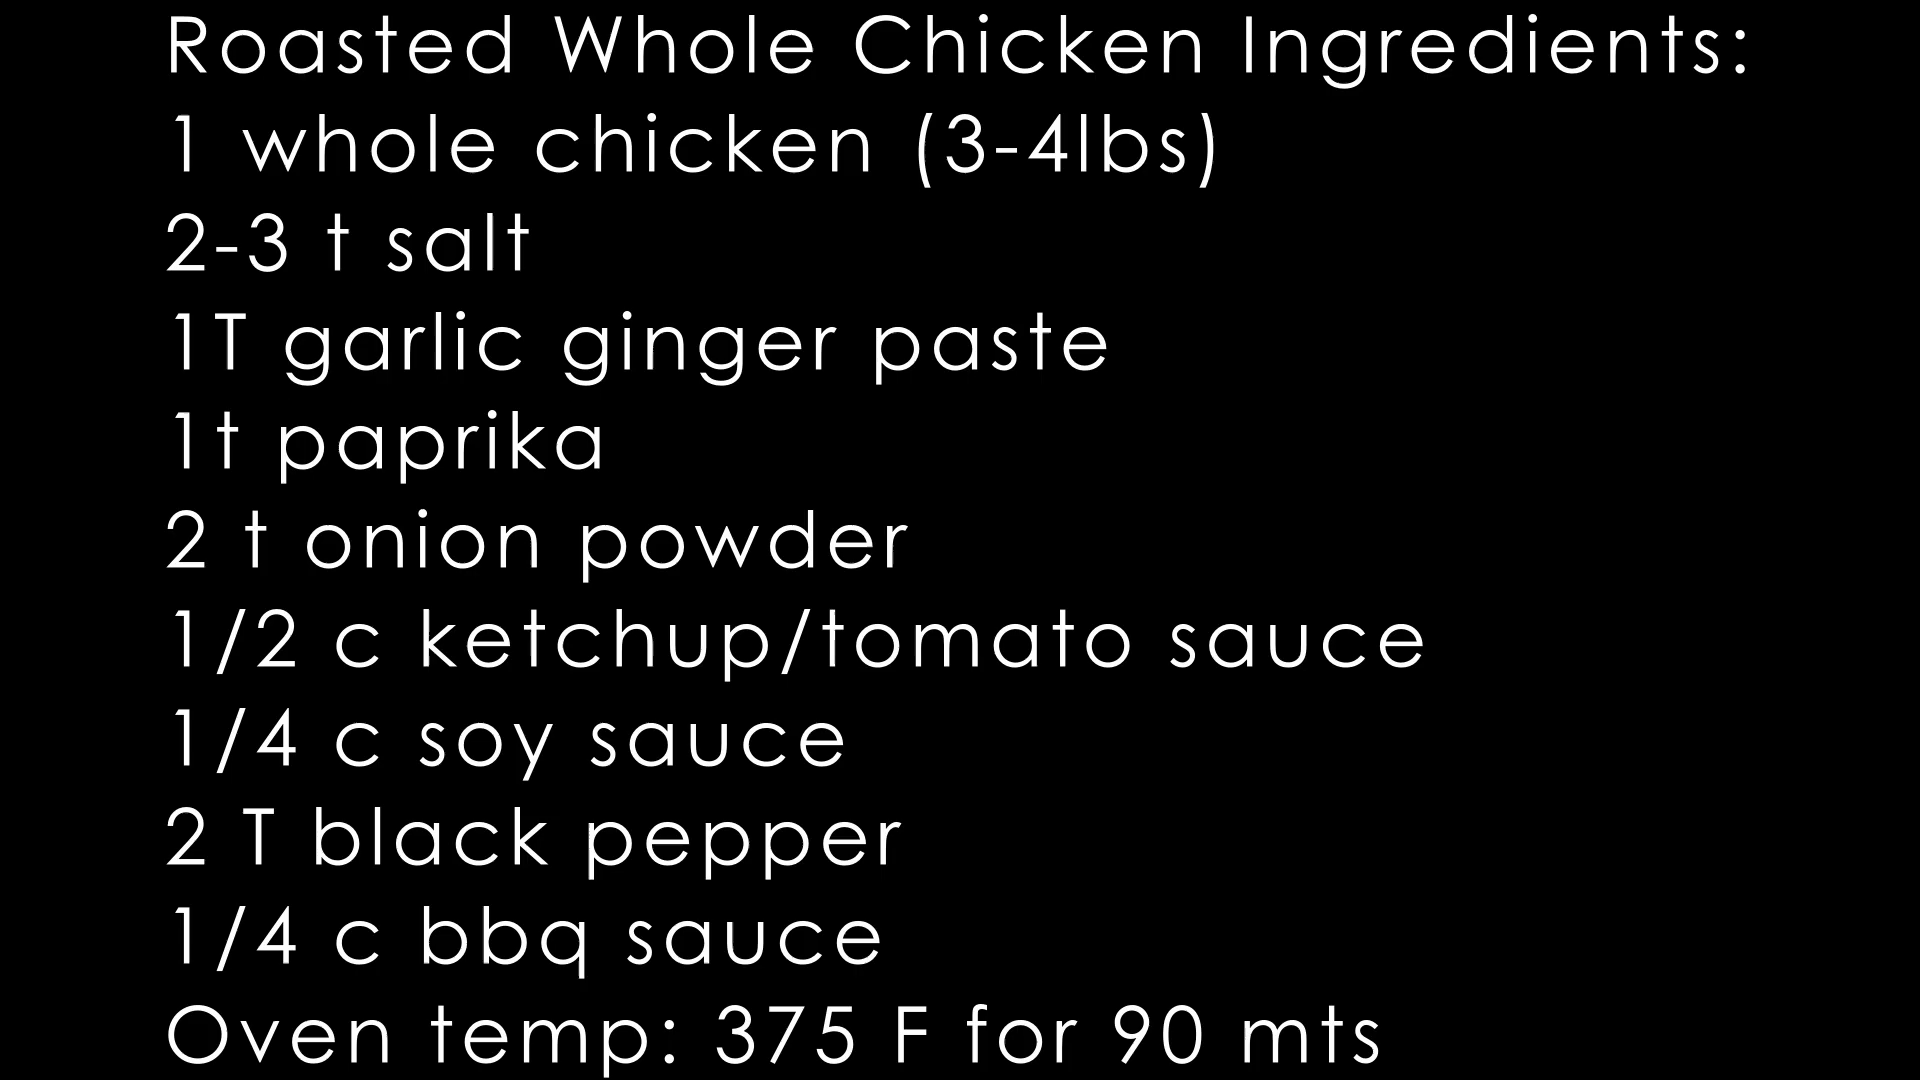 Roasted Whole Chicken Ingredients:
1 whole chicken (3-4lbs)
2-3 t salt
1T garlic ginger paste
1t paprika
2 t onion powder
1/2 c ketchup/tomato sauce
1/4 c soy sauce
2 T black pepper
1/4 c bbq sauce
Oven temp: 375 F for 90 mts